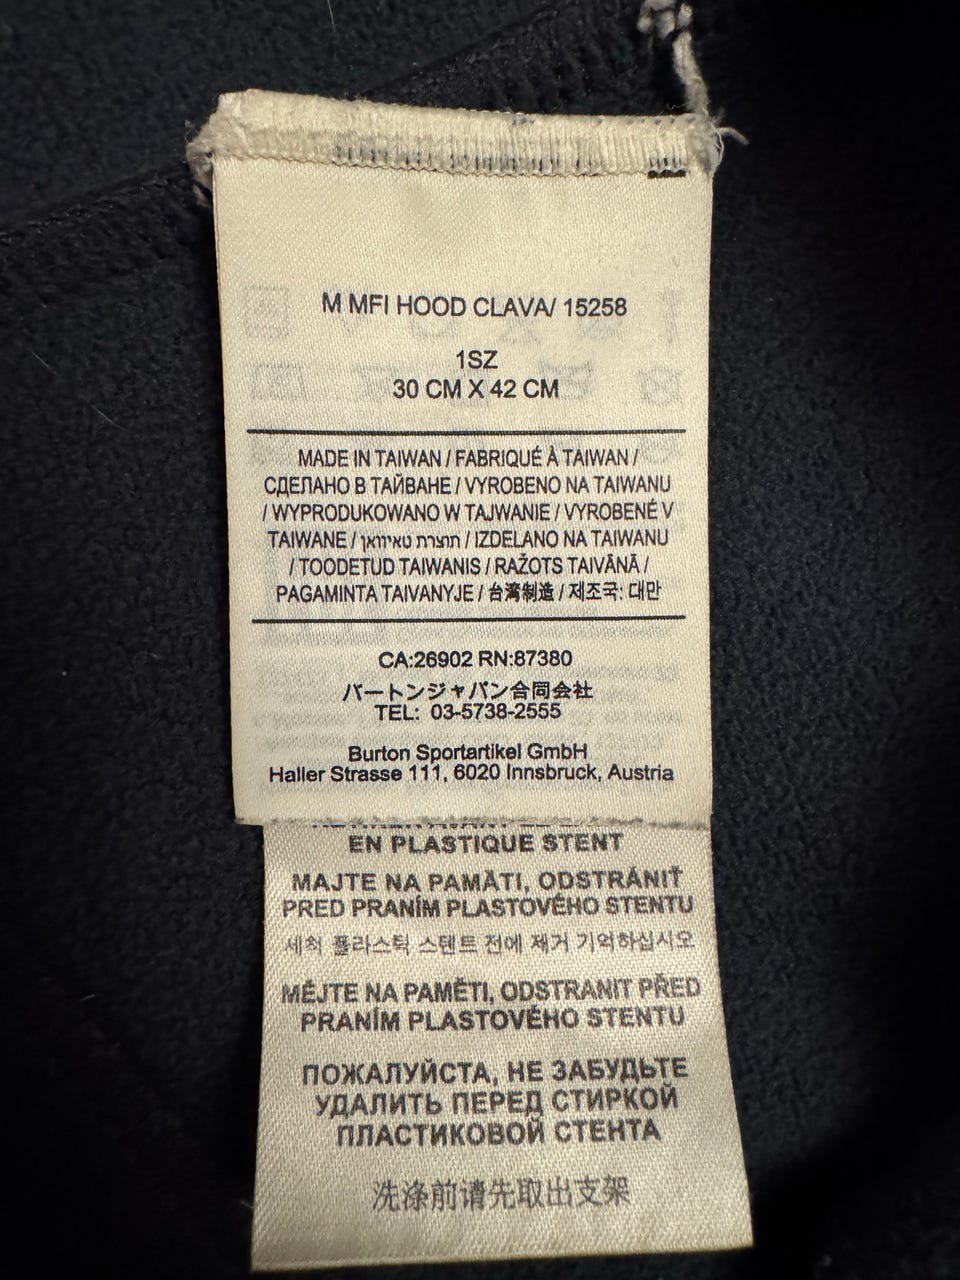 M MFI HOOD CLAVA/ 15258
1SZ
30 CM X 42 CM
MADE IN TAIWAN / FABRIQUÉ À TAIWAN /
СДЕЛАНО В ТАЙВАНЕ / VYROBENO NA TAIWANU
/ WYPRODUKOWANO W TAJWANIE / VYROBENÉ V
TAIWANE / תוצרת טאיוואן / IZDELANO NA TAIWANU
/ TOODETUD TAIWANIS / RAŽOTS TAIVĀNĀ /
PAGAMINTA TAIVANYJE / 台湾制造 / 제조국: 대만
CA:26902 RN:87380
バートンジャパン合同会社
TEL: 03-5738-2555
Burton Sportartikel GmbH
Haller Strasse 111, 6020 Innsbruck, Austria
EN PLASTIQUE STENT
MAJTE NA PAMÄTI, ODSTRÁNIŤ
PRED PRANÍM PLASTOVÉHO STENTU
세척 플라스틱 스텐트 전에 제거 기억하십시오
MĚJTE NA PAMĚTI, ODSTRANIT PŘED
PRANÍM PLASTOVÉHO STENTU
ПОЖАЛУЙСТА, НЕ ЗАБУДЬТЕ
УДАЛИТЬ ПЕРЕД СТИРКОЙ
ПЛАСТИКОВОЙ СТЕНТА
洗涤前请先取出支架